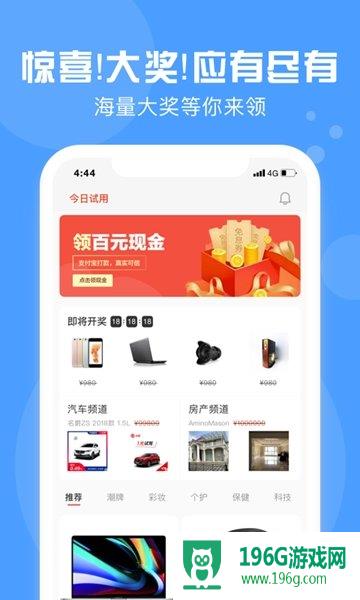 惊喜!大奖!应有尽有
海量大奖等你来领
4:44
4G
今日试用
领百元现金
支付宝打款，真实可信
点击领现金
免息券
即将开奖 18:18:18
¥980 ¥980 ¥980 ¥980
汽车频道
名爵ZS 2018款 1.5L ¥99800
房产频道
AminoMason ¥1000000
推荐 潮牌 彩妆 个护 保健 科技
196G游戏网
www.196g.com